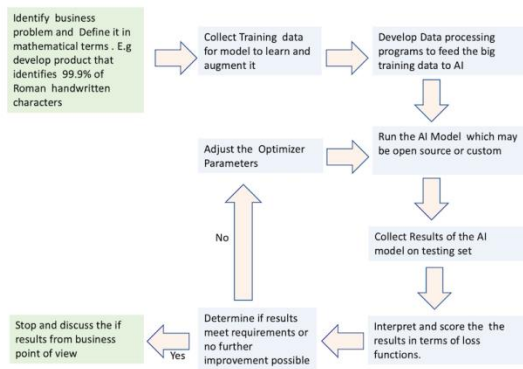 Identify business
problem and Define it in
mathematical terms . E.g
develop product that
identifies 99.9% of
Roman handwritten
characters
Collect Training data
for model to learn and
augment it
Develop Data processing
programs to feed the big
training data to AI
Adjust the Optimizer
Parameters
Run the AI Model which may
be open source or custom
No
Collect Results of the AI
model on testing set
Stop and discuss the if
results from business
point of view
Yes
Determine if results
meet requirements or
no further
improvement possible
Interpret and score the the
results in terms of loss
functions.